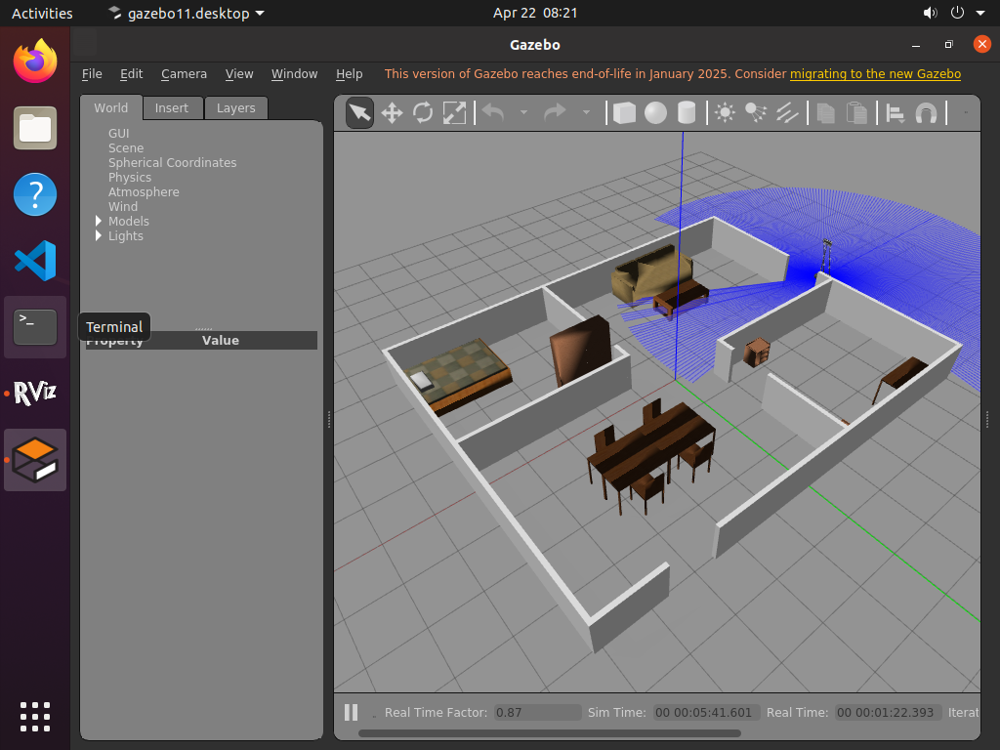 Activities
gazebo11.desktop
Apr 22 08:21
Gazebo
File Edit Camera View Window Help
This version of Gazebo reaches end-of-life in January 2025. Consider migrating to the new Gazebo
World Insert Layers
GUI
Scene
Spherical Coordinates
Physics
Atmosphere
Wind
Models
Lights
?
>_
Terminal
Property Value
RViz
Real Time Factor: 0.87 Sim Time: 00 00:05:41.601 Real Time: 00 00:01:22.393 Iterat